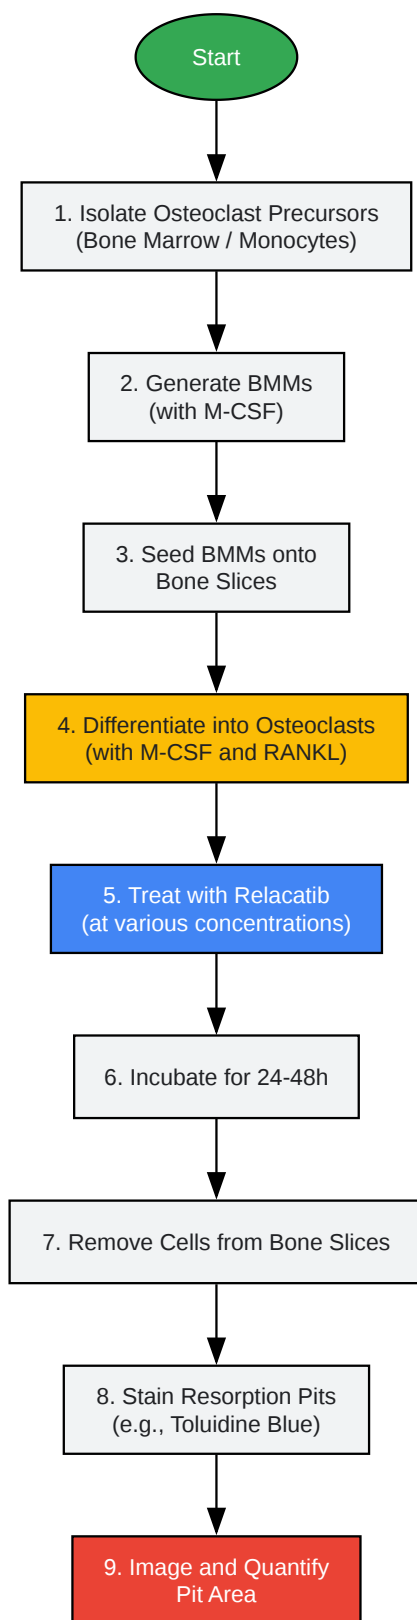 Start
1. Isolate Osteoclast Precursors
(Bone Marrow / Monocytes)
2. Generate BMMs
(with M-CSF)
3. Seed BMMs onto
Bone Slices
4. Differentiate into Osteoclasts
(with M-CSF and RANKL)
5. Treat with Relacatib
(at various concentrations)
6. Incubate for 24-48h
7. Remove Cells from Bone Slices
8. Stain Resorption Pits
(e.g., Toluidine Blue)
9. Image and Quantify
Pit Area